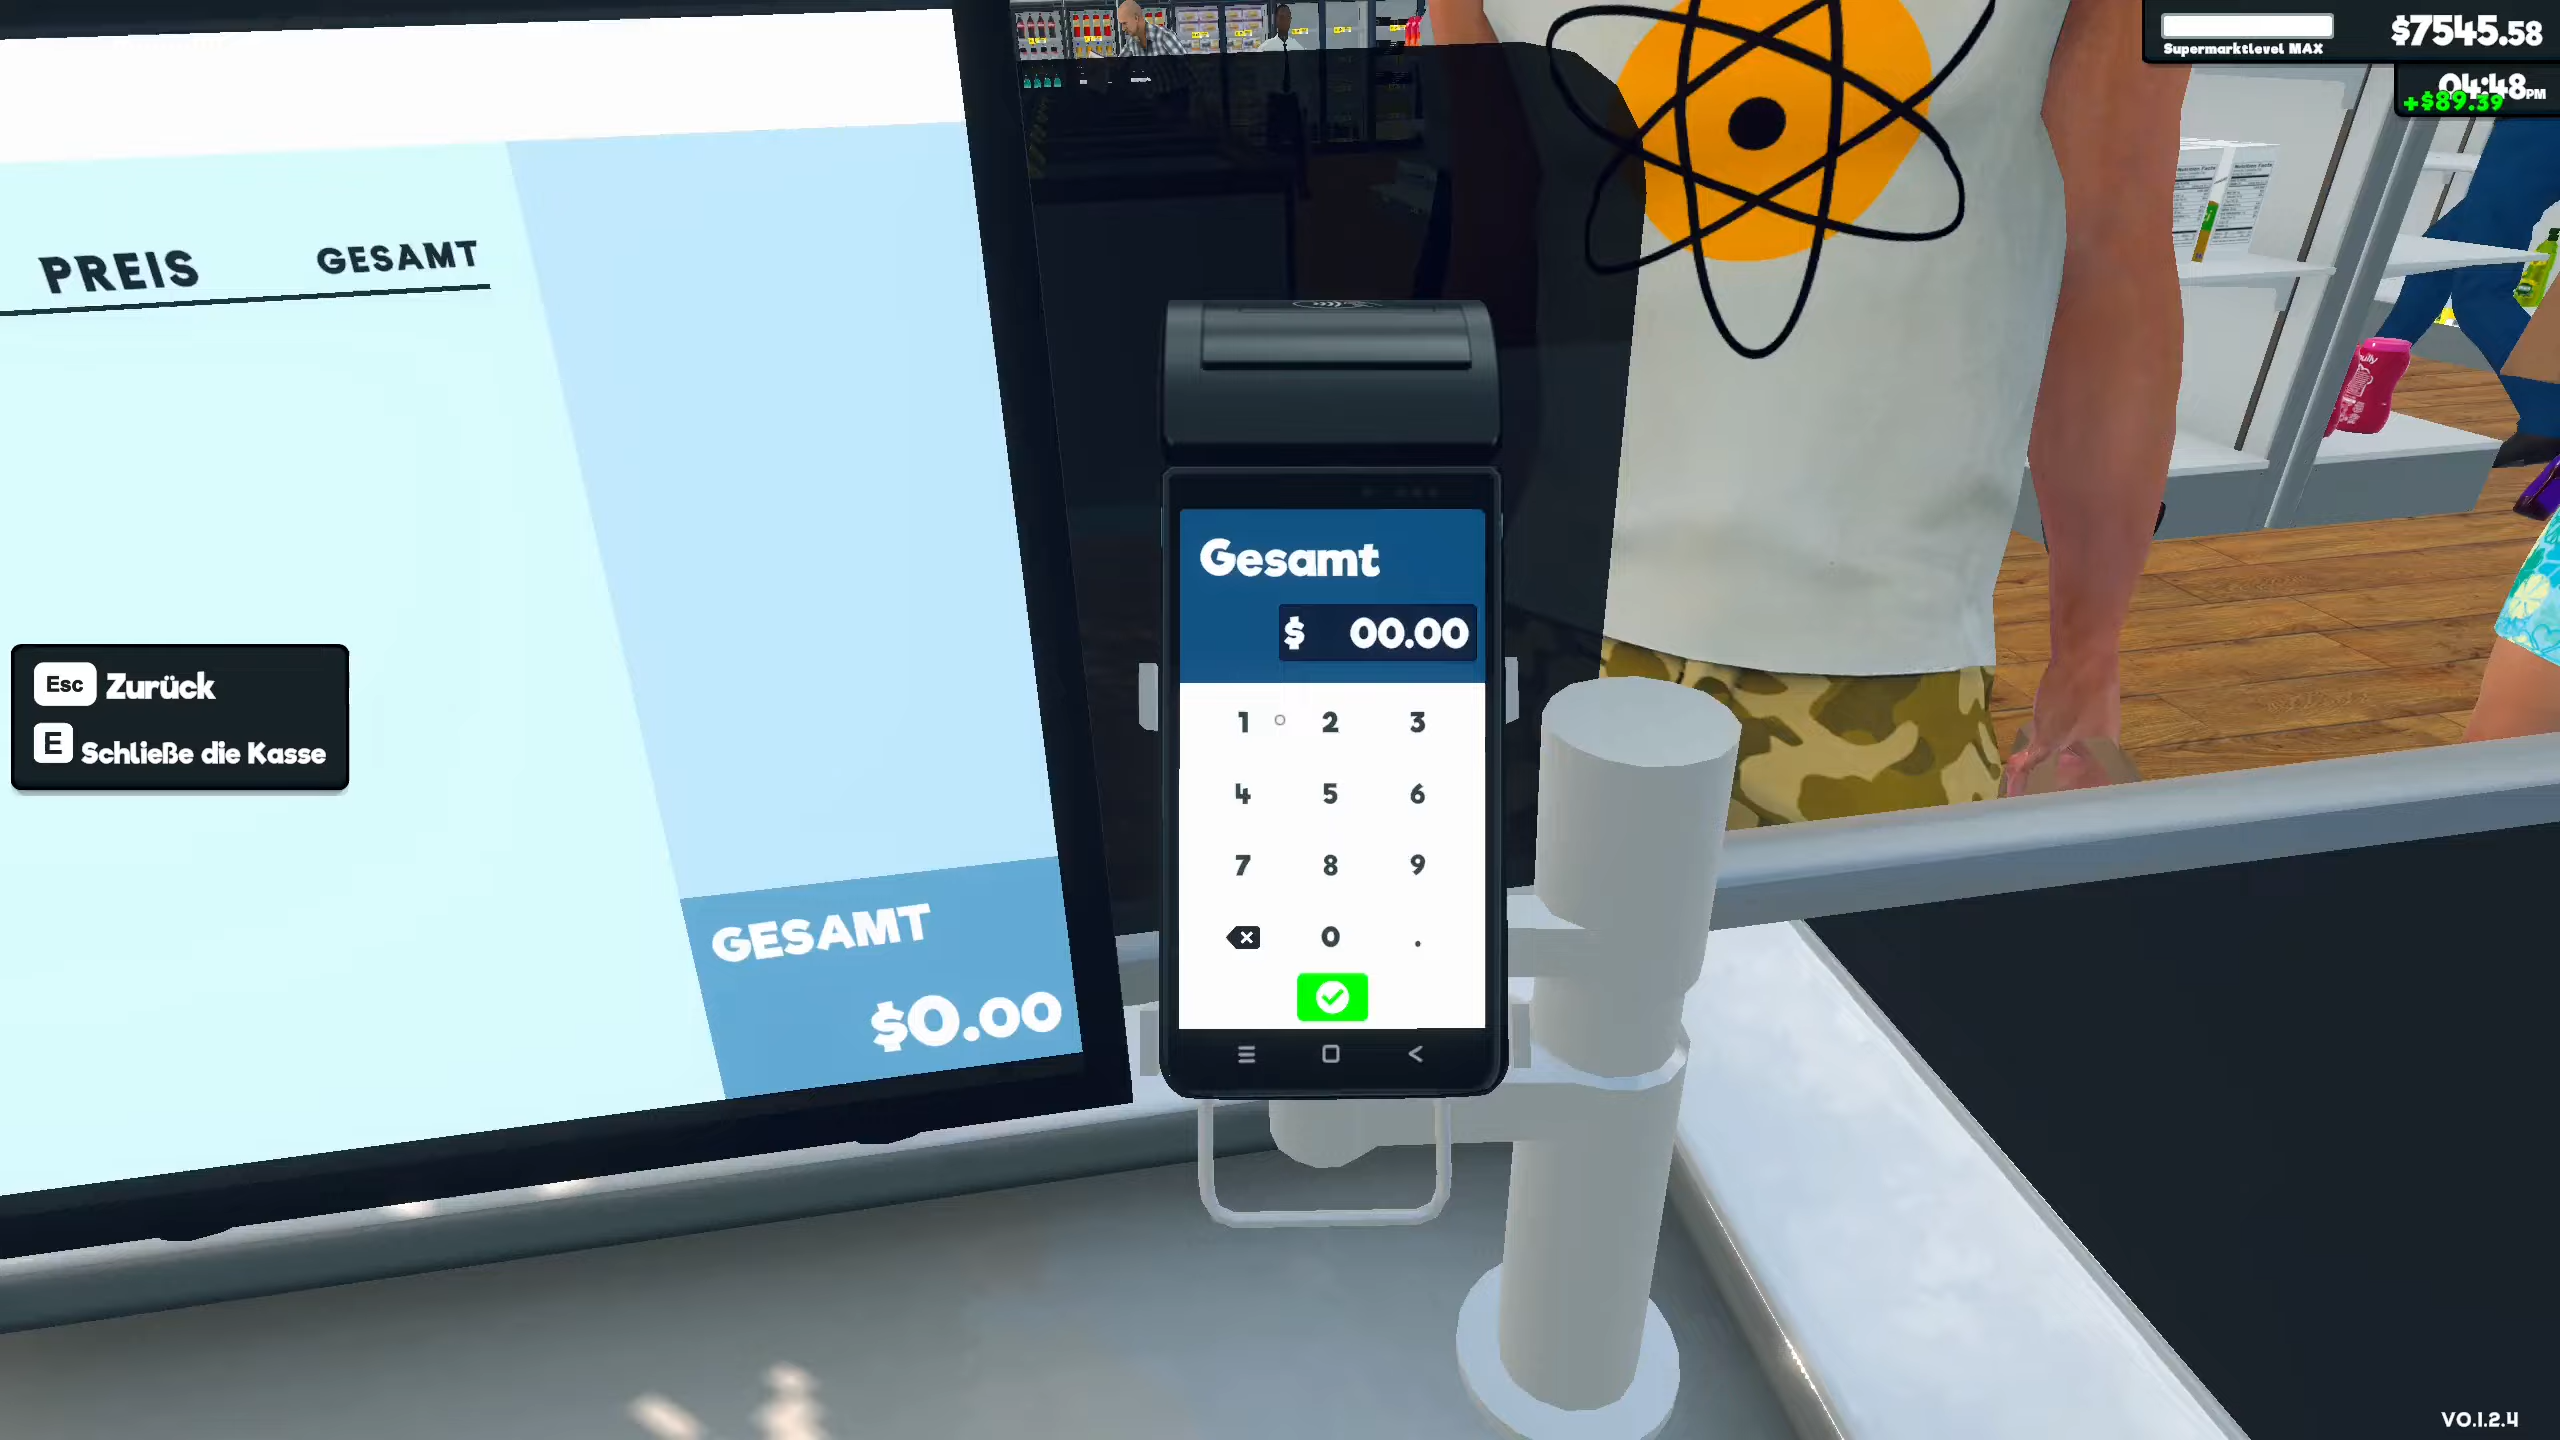 $7545.58
Supermarktlevel MAX
04:48PM
+$89.39
PREIS GESAMT
Gesamt
$ 00.00
1 2 3
4 5 6
7 8 9
0 .
Esc Zurück
E Schließe die Kasse
GESAMT
$0.00
V0.1.2.4